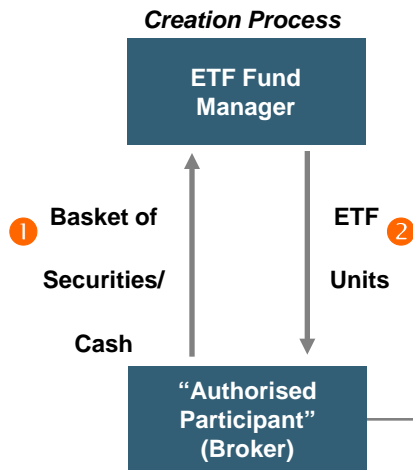 Creation Process
ETF Fund
Manager
1 Basket of
Securities/
Cash
ETF 2
Units
“Authorised
Participant”
(Broker)